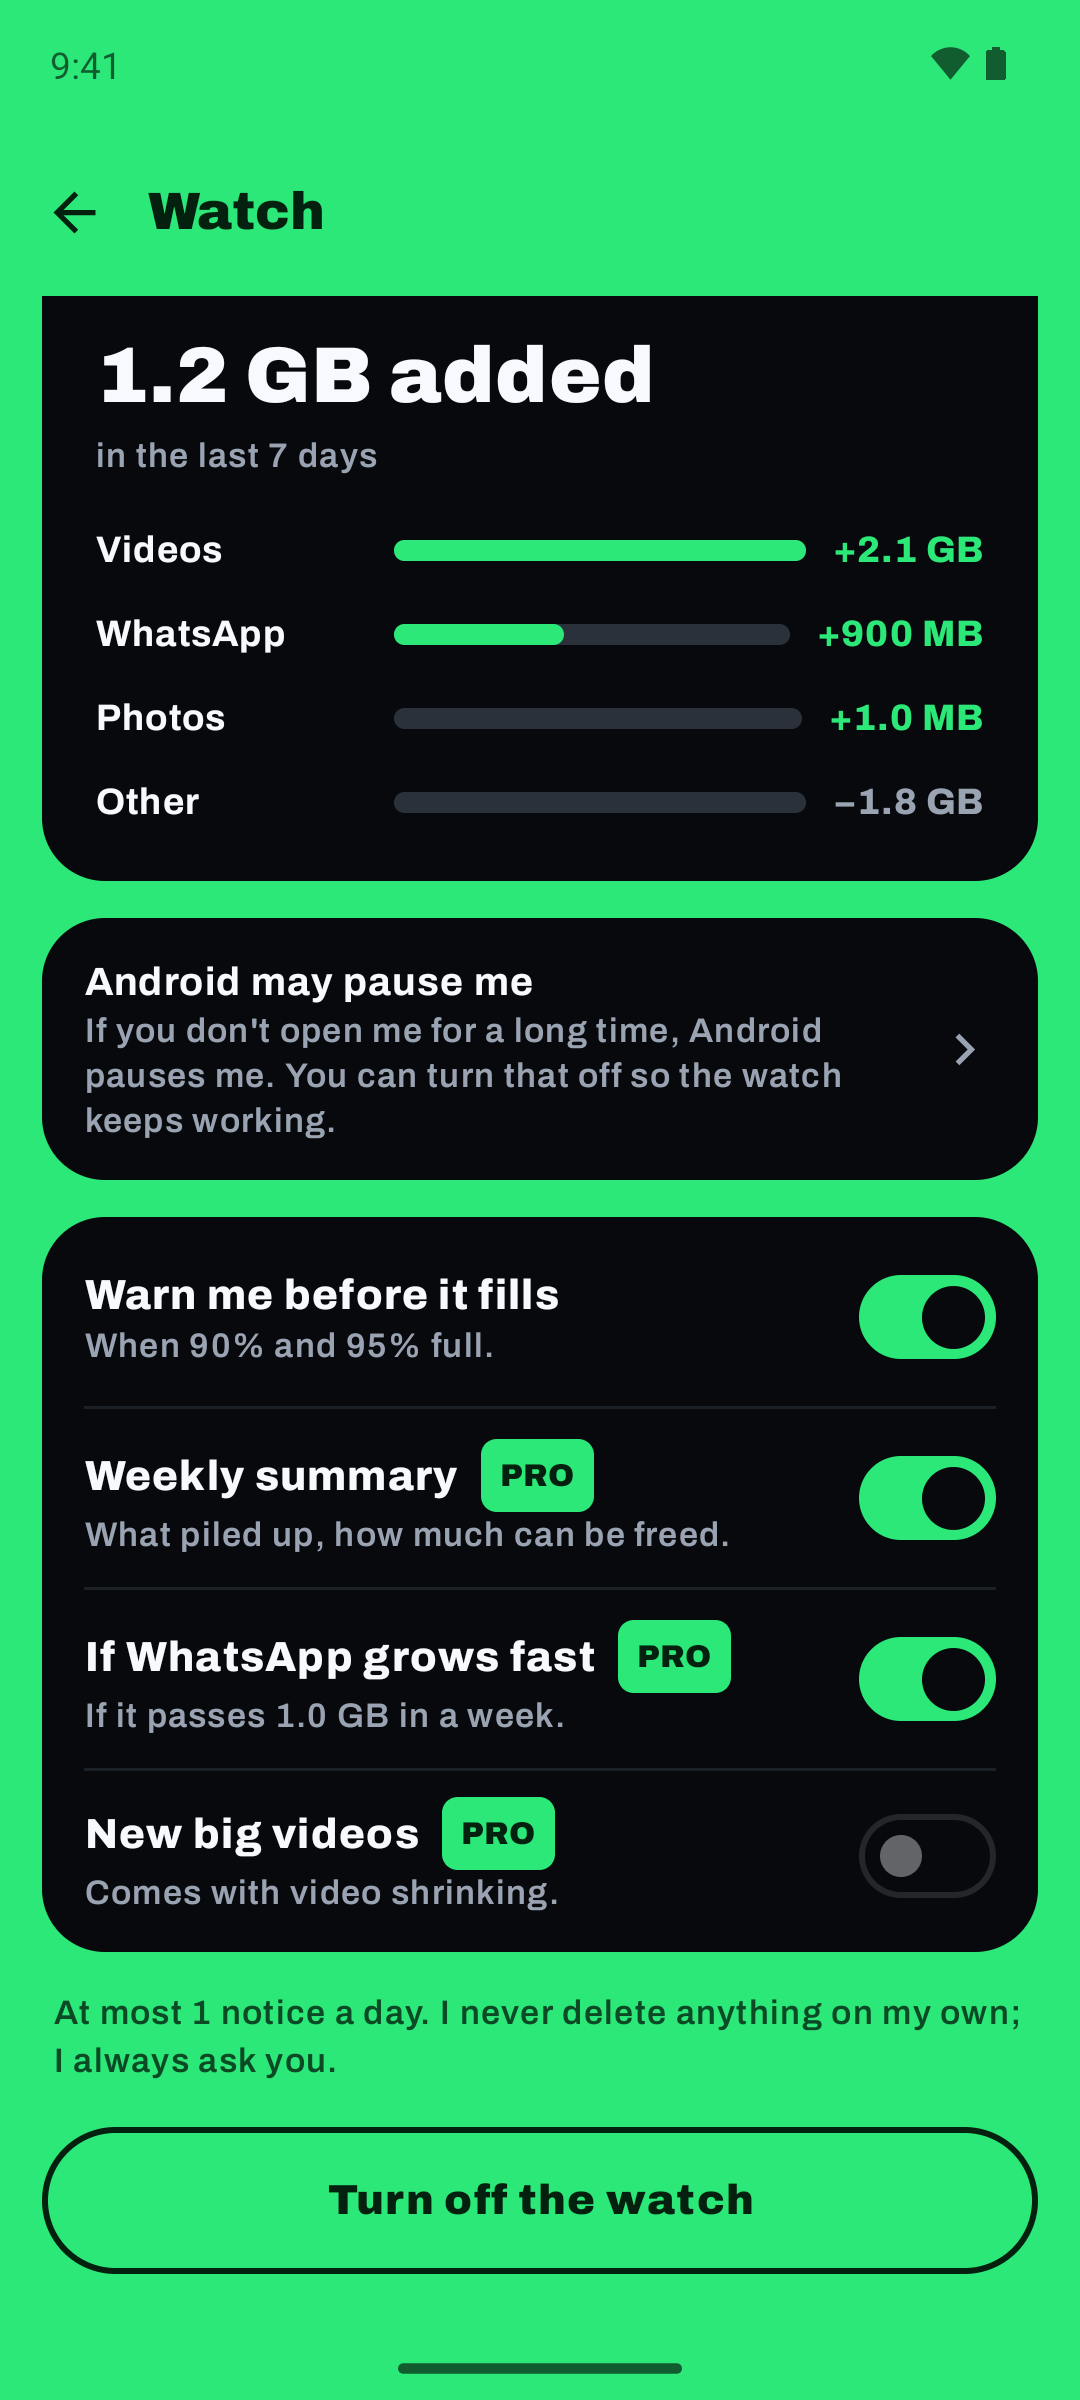 9:41
Watch
1.2 GB added
in the last 7 days
Videos +2.1 GB
WhatsApp +900 MB
Photos +1.0 MB
Other −1.8 GB
Android may pause me
If you don't open me for a long time, Android
pauses me. You can turn that off so the watch
keeps working.
Warn me before it fills
When 90% and 95% full.
Weekly summary PRO
What piled up, how much can be freed.
If WhatsApp grows fast PRO
If it passes 1.0 GB in a week.
New big videos PRO
Comes with video shrinking.
At most 1 notice a day. I never delete anything on my own;
I always ask you.
Turn off the watch